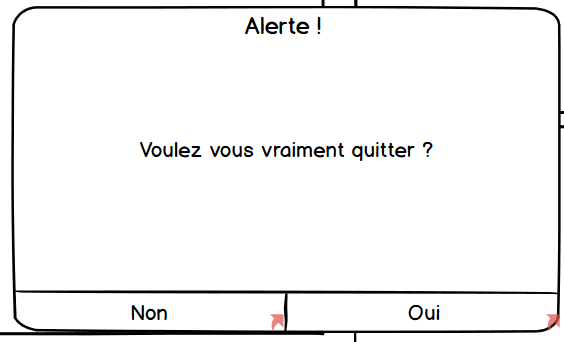 Alerte !
Voulez vous vraiment quitter ?
Non
Oui